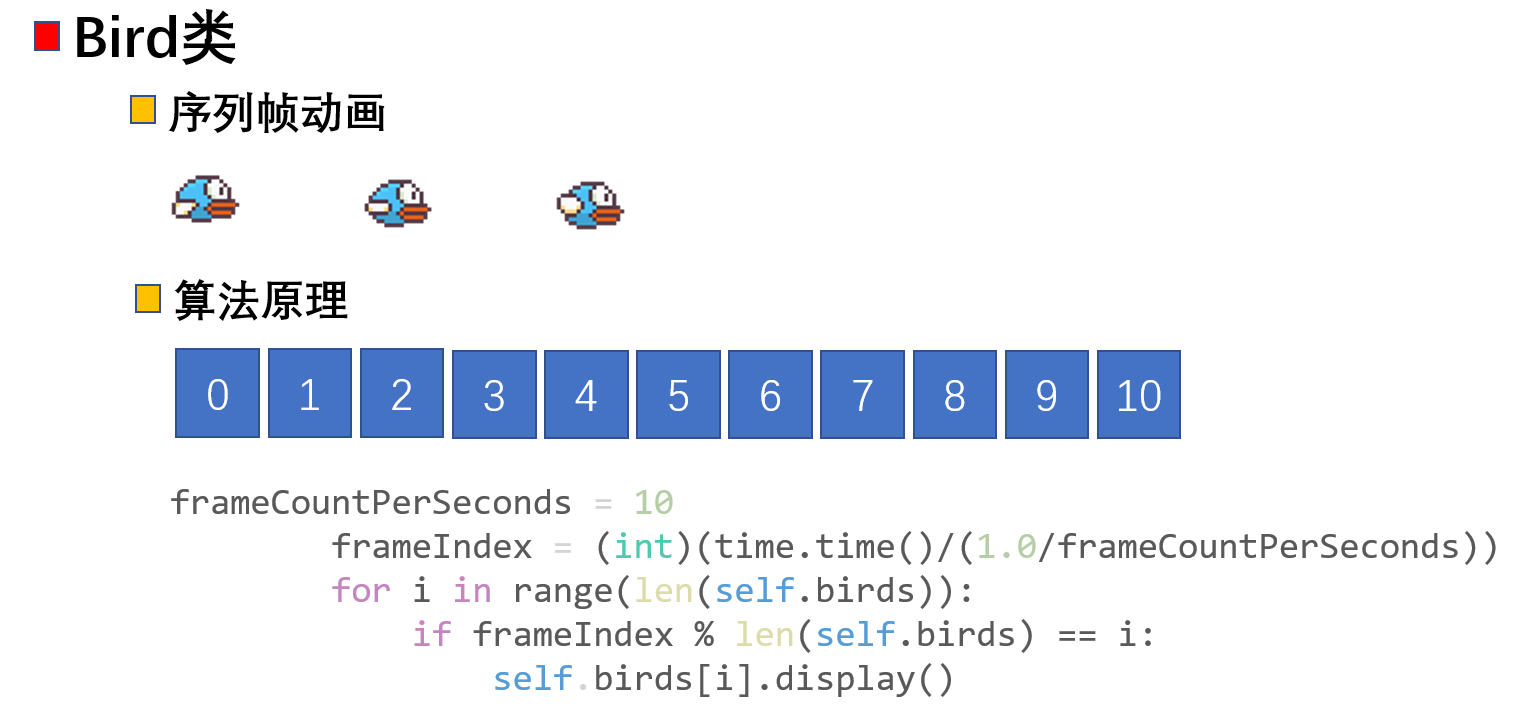 Bird类
序列帧动画
算法原理
0 1 2 3 4 5 6 7 8 9 10
frameCountPerSeconds = 10
frameIndex = (int)(time.time()/(1.0/frameCountPerSeconds))
for i in range(len(self.birds)):
if frameIndex % len(self.birds) == i:
self.birds[i].display()